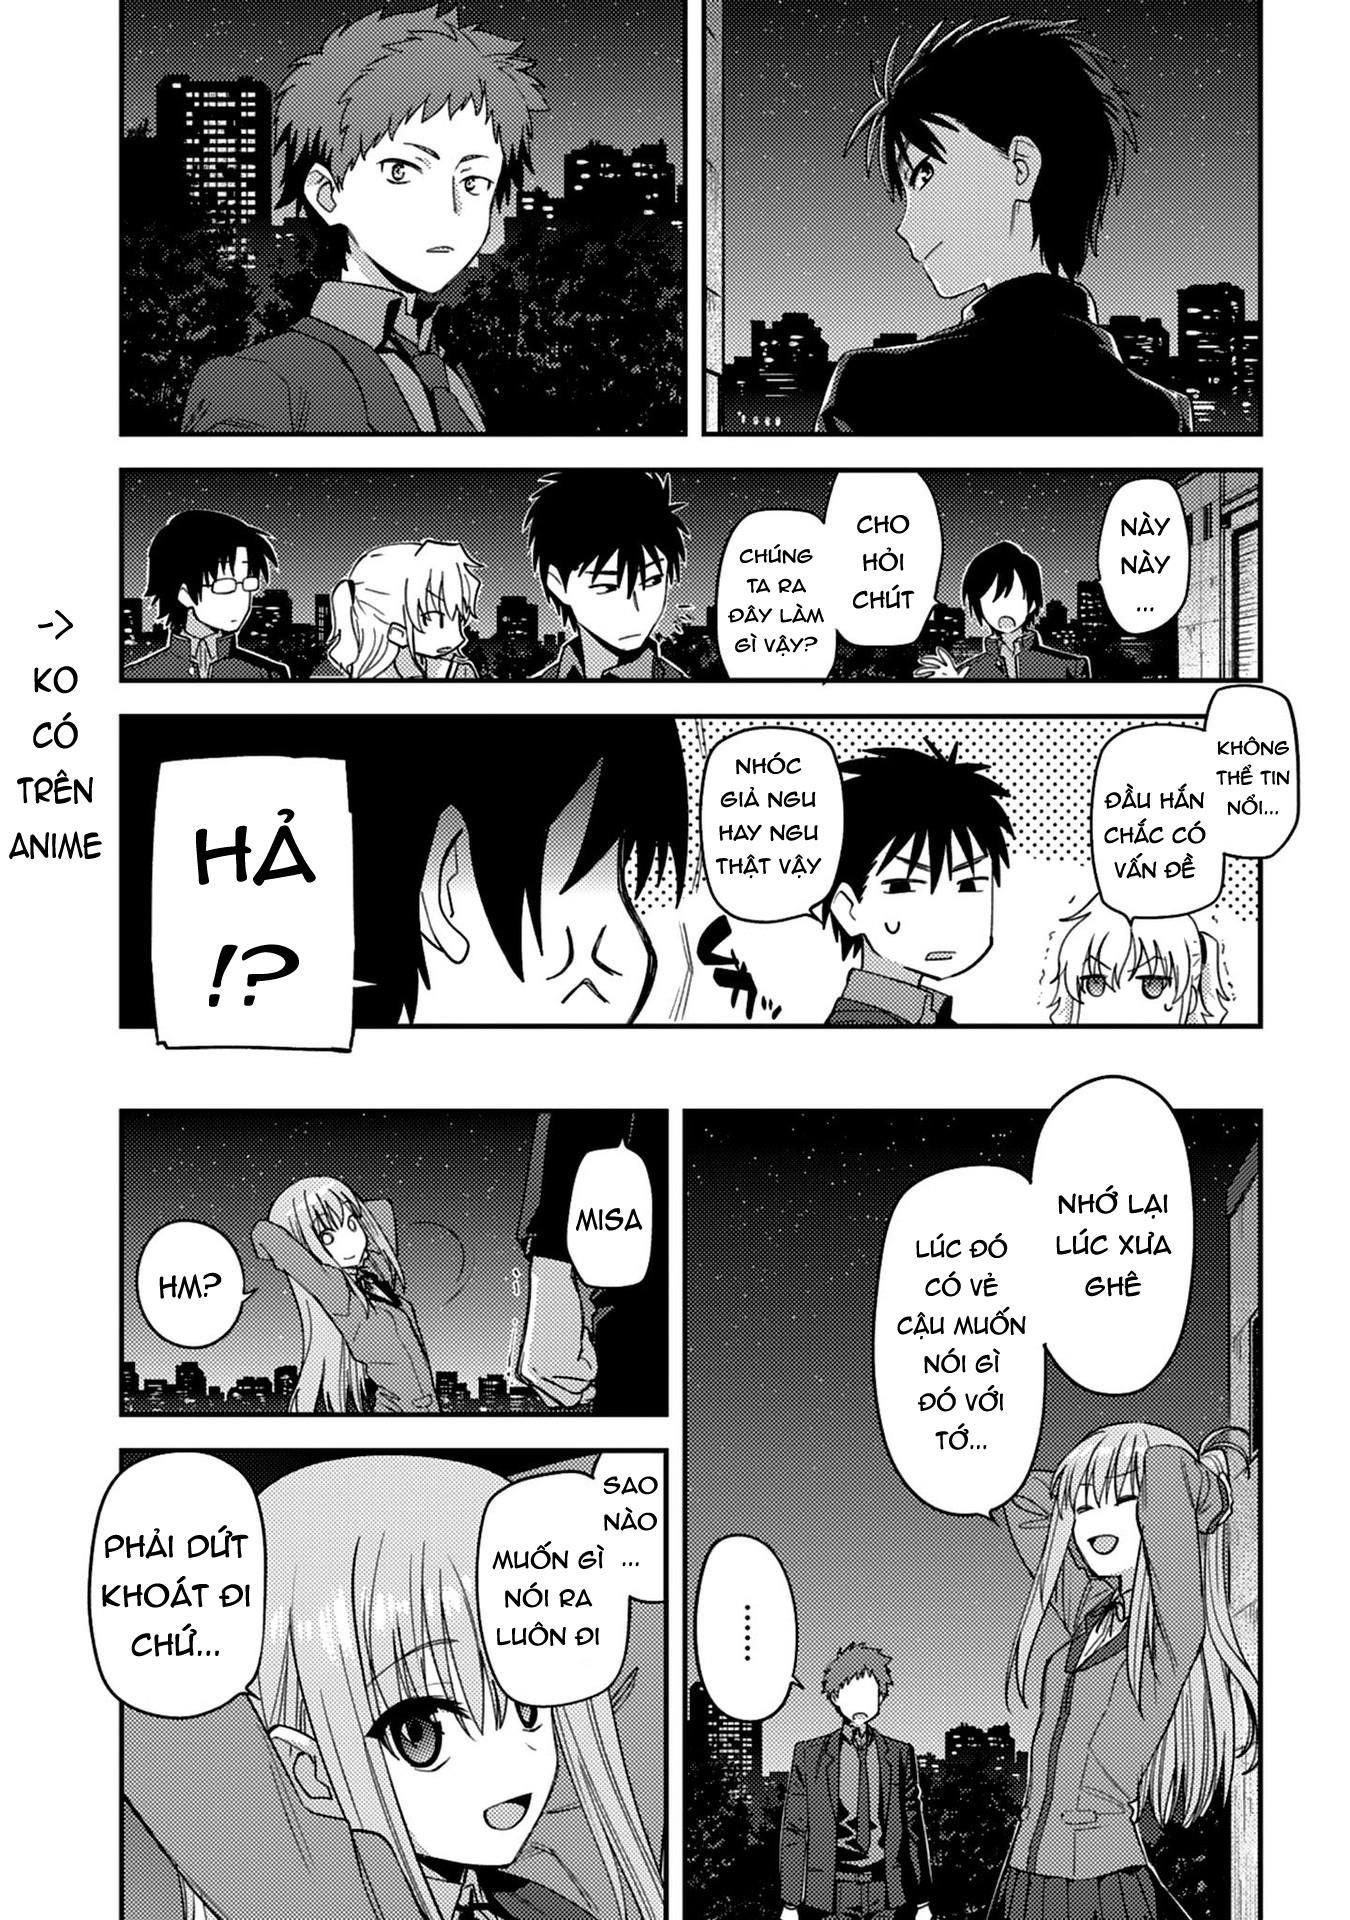 NÀY
NÀY
...
CHO
HỎI
CHÚT
CHÚNG
TA RA
ĐÂY LÀM
GÌ VẬY?
->
KO
CÓ
TRÊN
ANIME
KHÔNG
THỂ TIN
NỔI...
ĐẦU HẮN
CHẮC CÓ
VẤN ĐỀ
NHÓC
GIẢ NGU
HAY NGU
THẬT VẬY
HẢ
!?
NHỚ LẠI
LÚC XƯA
GHÊ
LÚC ĐÓ
CÓ VẺ
CẬU MUỐN
NÓI GÌ
ĐÓ VỚI
TỚ...
......
MISA
HM?
SAO
NÀO
...
MUỐN GÌ
NÓI RA
LUÔN ĐI
PHẢI DỨT
KHOÁT ĐI
CHỨ...